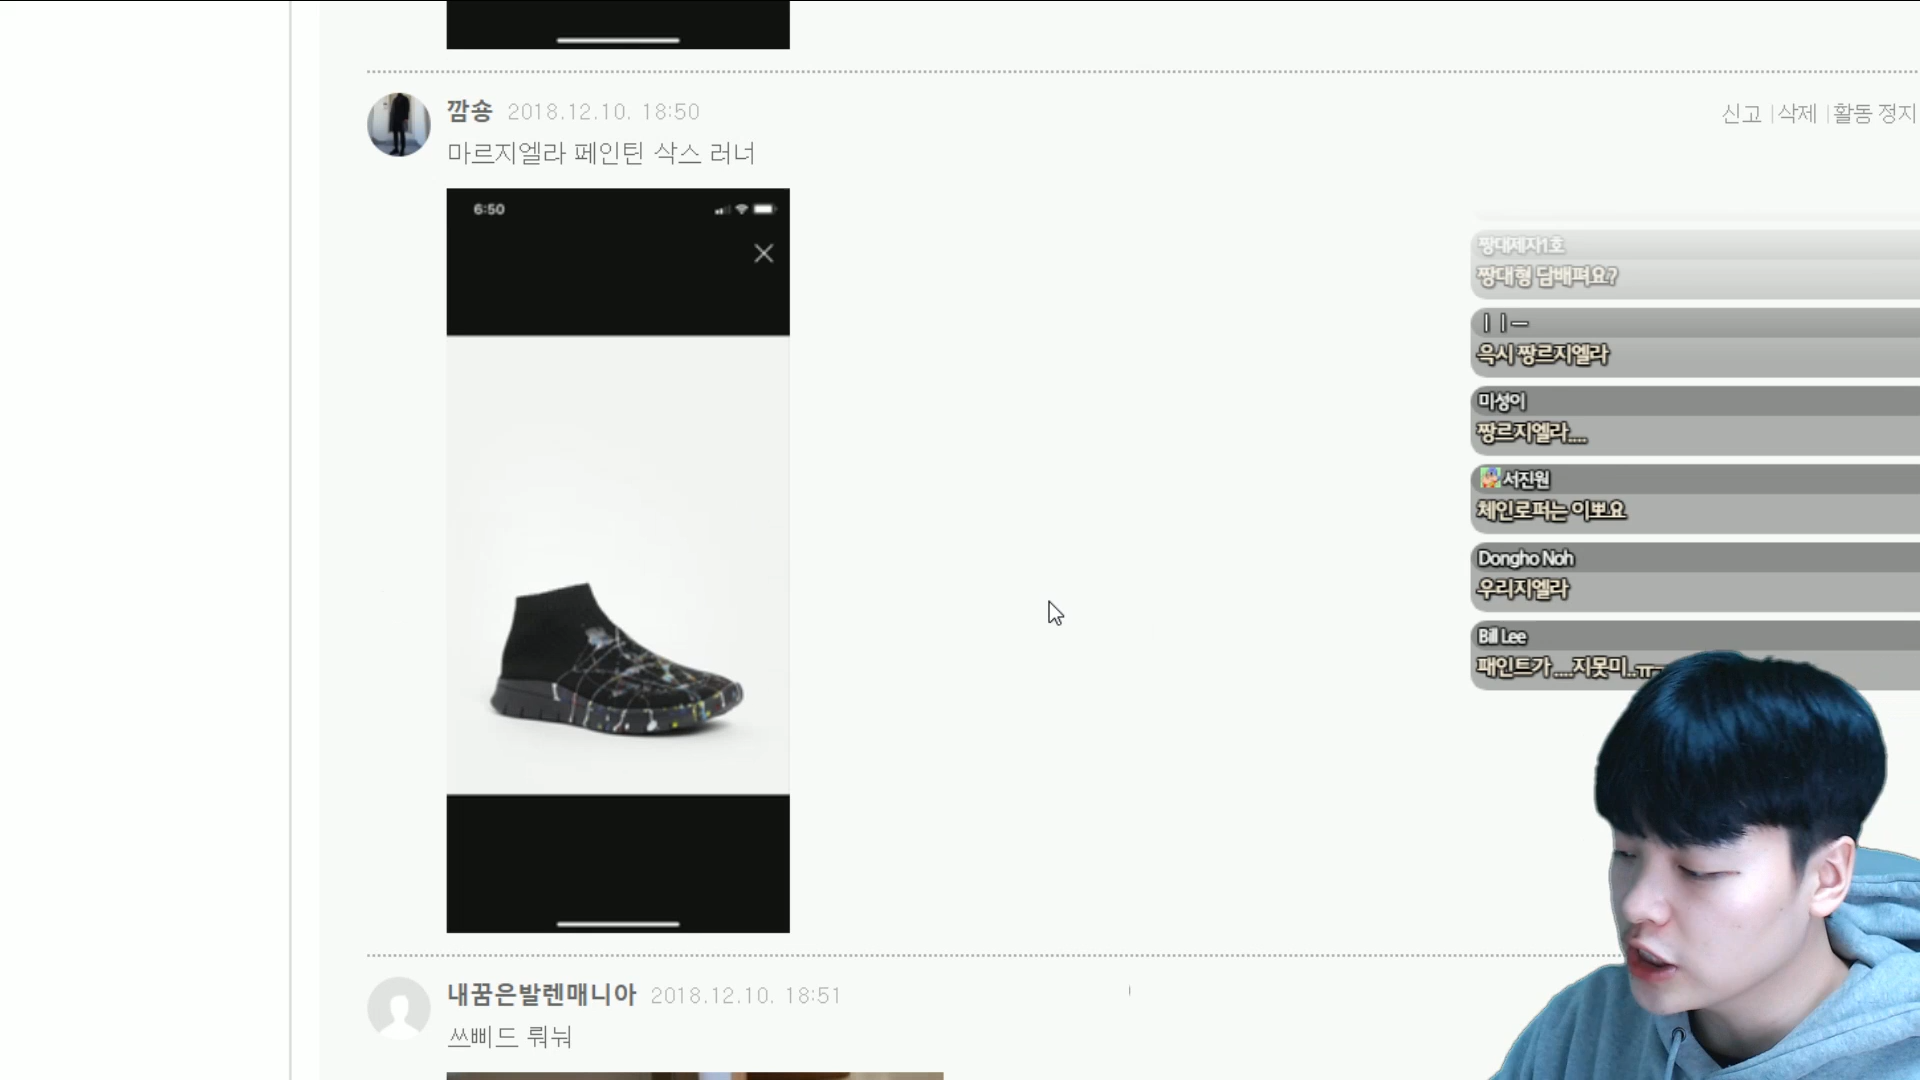 깜숑 2018.12.10. 18:50
신고 | 삭제 | 활동 정지
마르지엘라 페인틴 삭스 러너
6:50
짱대제자1호
짱대형 담배펴요?
ㅣㅣㅡ
윽시 짱르지엘라
미성이
짱르지엘라....
서진원
체인로퍼는 이쁘요
Dongho Noh
우리지엘라
Bill Lee
패인트가....지못미..ㅠ
내꿈은발렌매니아 2018.12.10. 18:51
쓰삐드 뤄눠